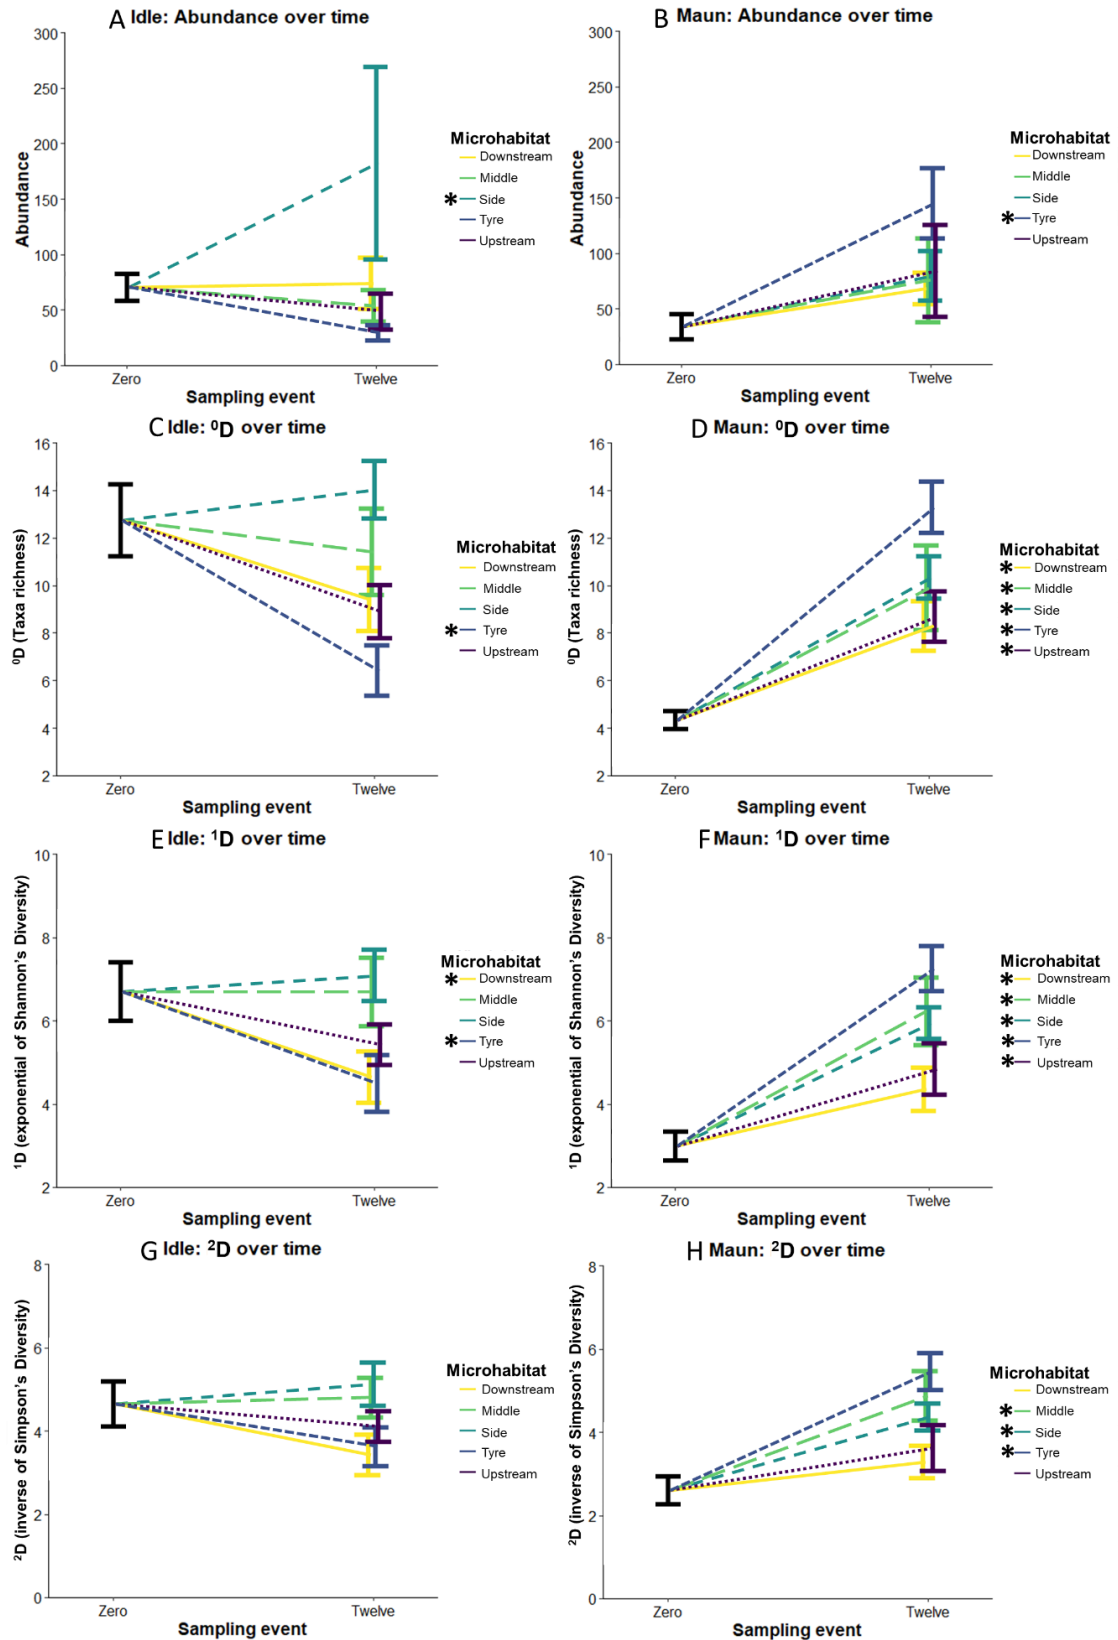 A Idle: Abundance over time
300
250
200
150
100
50
0
Abundance
Zero
Twelve
Sampling event
Microhabitat
Downstream
Middle
* Side
Tyre
Upstream
B Maun: Abundance over time
300
250
200
150
100
50
0
Abundance
Zero
Twelve
Sampling event
Microhabitat
Downstream
Middle
Side
* Tyre
Upstream
C Idle: ⁰D over time
16
14
12
10
8
6
4
2
⁰D (Taxa richness)
Zero
Twelve
Sampling event
Microhabitat
Downstream
Middle
Side
* Tyre
Upstream
D Maun: ⁰D over time
16
14
12
10
8
6
4
2
⁰D (Taxa richness)
Zero
Twelve
Sampling event
Microhabitat
* Downstream
* Middle
* Side
* Tyre
* Upstream
E Idle: ¹D over time
10
8
6
4
2
¹D (exponential of Shannon's Diversity)
Zero
Twelve
Sampling event
Microhabitat
* Downstream
Middle
Side
* Tyre
Upstream
F Maun: ¹D over time
10
8
6
4
2
¹D (exponential of Shannon's Diversity)
Zero
Twelve
Sampling event
Microhabitat
* Downstream
* Middle
* Side
* Tyre
* Upstream
G Idle: ²D over time
8
6
4
2
0
²D (inverse of Simpson's Diversity)
Zero
Twelve
Sampling event
Microhabitat
Downstream
Middle
Side
Tyre
Upstream
H Maun: ²D over time
8
6
4
2
0
²D (inverse of Simpson's Diversity)
Zero
Twelve
Sampling event
Microhabitat
Downstream
* Middle
* Side
* Tyre
Upstream